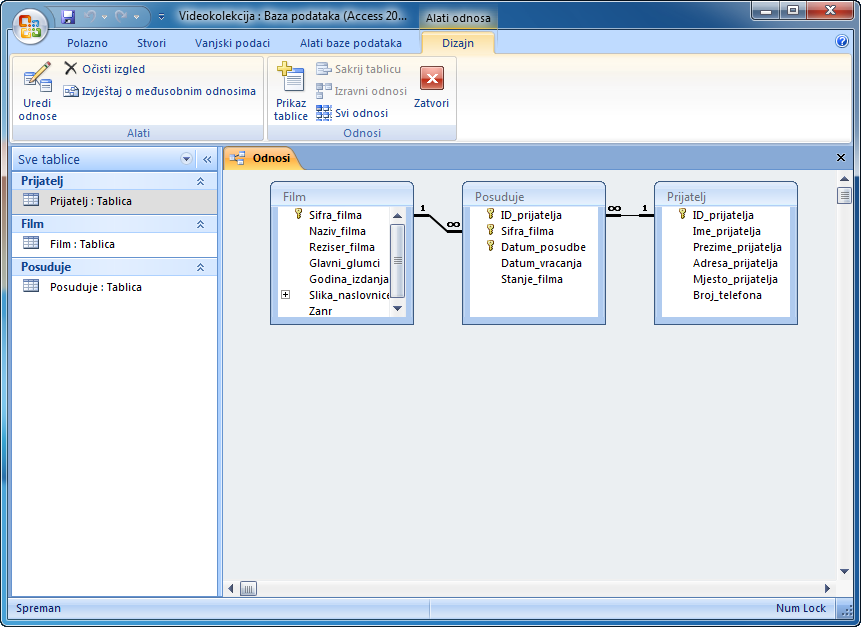 Videokolekcija : Baza podataka (Access 20...
Alati odnosa
Polazno
Stvori
Vanjski podaci
Alati baze podataka
Dizajn
Uredi
odnose
Očisti izgled
Izvještaj o međusobnim odnosima
Alati
Prikaz
tablice
Sakrij tablicu
Izravni odnosi
Svi odnosi
Zatvori
Odnosi
Sve tablice
Prijatelj
Prijatelj : Tablica
Film
Film : Tablica
Posuduje
Posuduje : Tablica
Odnosi
Film
Sifra_filma
Naziv_filma
Reziser_filma
Glavni_glumci
Godina_izdanja
Slika_naslovnice
Zanr
1
∞
Posuduje
ID_prijatelja
Sifra_filma
Datum_posudbe
Datum_vracanja
Stanje_filma
∞
1
Prijatelj
ID_prijatelja
Ime_prijatelja
Prezime_prijatelja
Adresa_prijatelja
Mjesto_prijatelja
Broj_telefona
Spreman
Num Lock